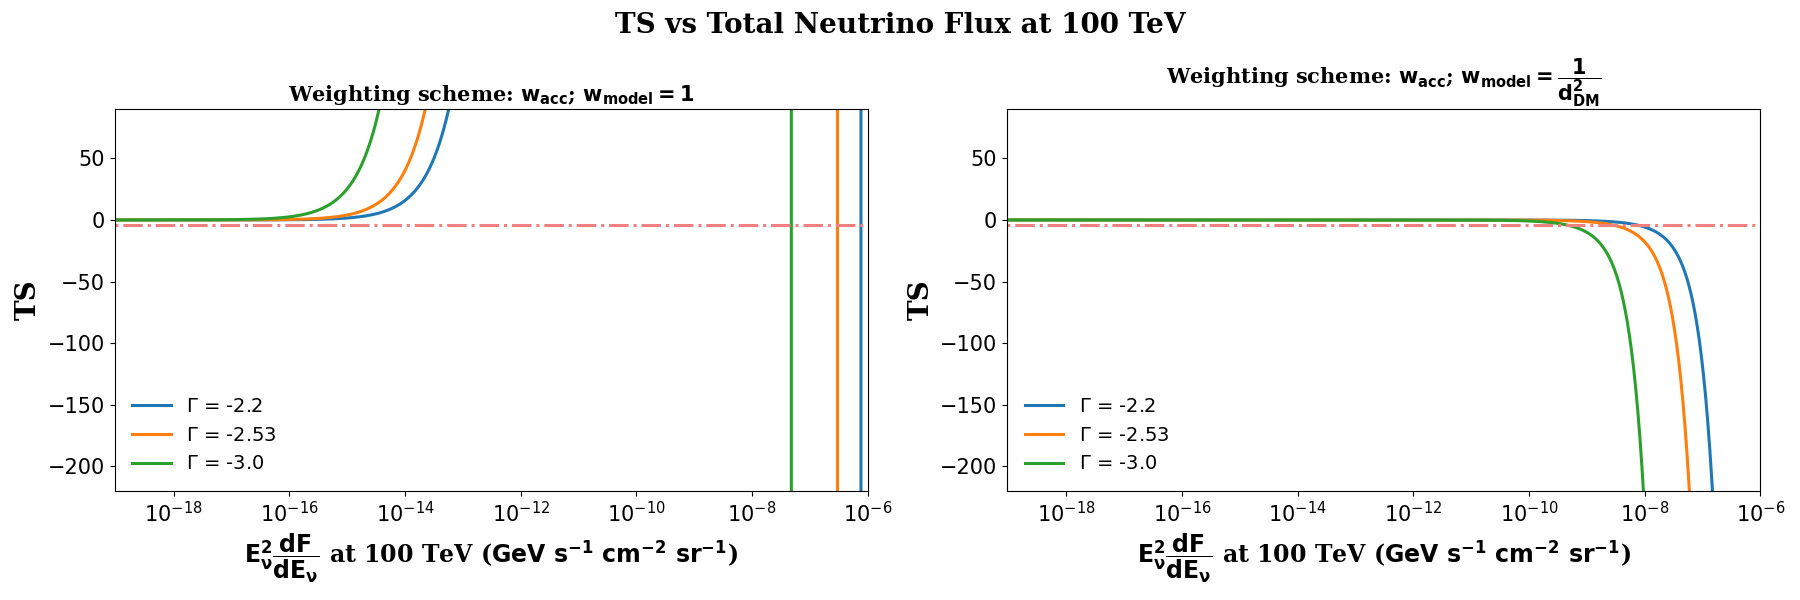 TS vs Total Neutrino Flux at 100 TeV
Weighting scheme: w_acc; w_model = 1
TS
50
0
−50
−100
−150
−200
Γ = -2.2
Γ = -2.53
Γ = -3.0
10^−18 10^−16 10^−14 10^−12 10^−10 10^−8 10^−6
E_ν^2 dF/dE_ν at 100 TeV (GeV s^−1 cm^−2 sr^−1)
Weighting scheme: w_acc; w_model = 1/d_DM^2
TS
50
0
−50
−100
−150
−200
Γ = -2.2
Γ = -2.53
Γ = -3.0
10^−18 10^−16 10^−14 10^−12 10^−10 10^−8 10^−6
E_ν^2 dF/dE_ν at 100 TeV (GeV s^−1 cm^−2 sr^−1)